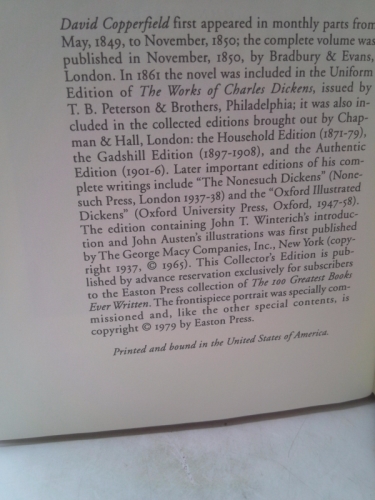 David Copperfield first appeared in monthly parts from
May, 1849, to November, 1850; the complete volume was
published in November, 1850, by Bradbury & Evans,
London. In 1861 the novel was included in the Uniform
Edition of The Works of Charles Dickens, issued by
T. B. Peterson & Brothers, Philadelphia; it was also in-
cluded in the collected editions brought out by Chap-
man & Hall, London: the Household Edition (1871-79),
the Gadshill Edition (1897-1908), and the Authentic
Edition (1901-6). Later important editions of his com-
plete writings include "The Nonesuch Dickens" (None-
such Press, London 1937-38) and the "Oxford Illustrated
Dickens" (Oxford University Press, Oxford, 1947-58).
The edition containing John T. Winterich's introduc-
tion and John Austen's illustrations was first published
by The George Macy Companies, Inc., New York (copy-
right 1937, © 1965). This Collector's Edition is pub-
lished by advance reservation exclusively for subscribers
to the Easton Press collection of The 100 Greatest Books
Ever Written. The frontispiece portrait was specially com-
missioned and, like the other special contents, is
copyright © 1979 by Easton Press.
Printed and bound in the United States of America.